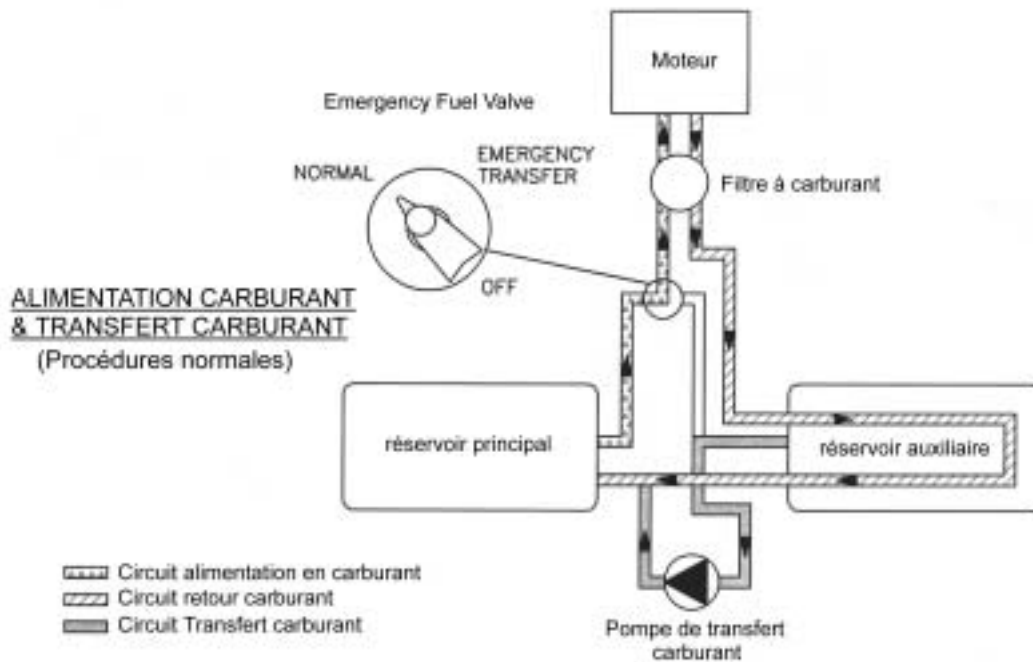 Moteur
Emergency Fuel Valve
NORMAL
EMERGENCY
TRANSFER
OFF
Filtre à carburant
ALIMENTATION CARBURANT
& TRANSFERT CARBURANT
(Procédures normales)
réservoir principal
réservoir auxiliaire
Circuit alimentation en carburant
Circuit retour carburant
Circuit Transfert carburant
Pompe de transfert
carburant